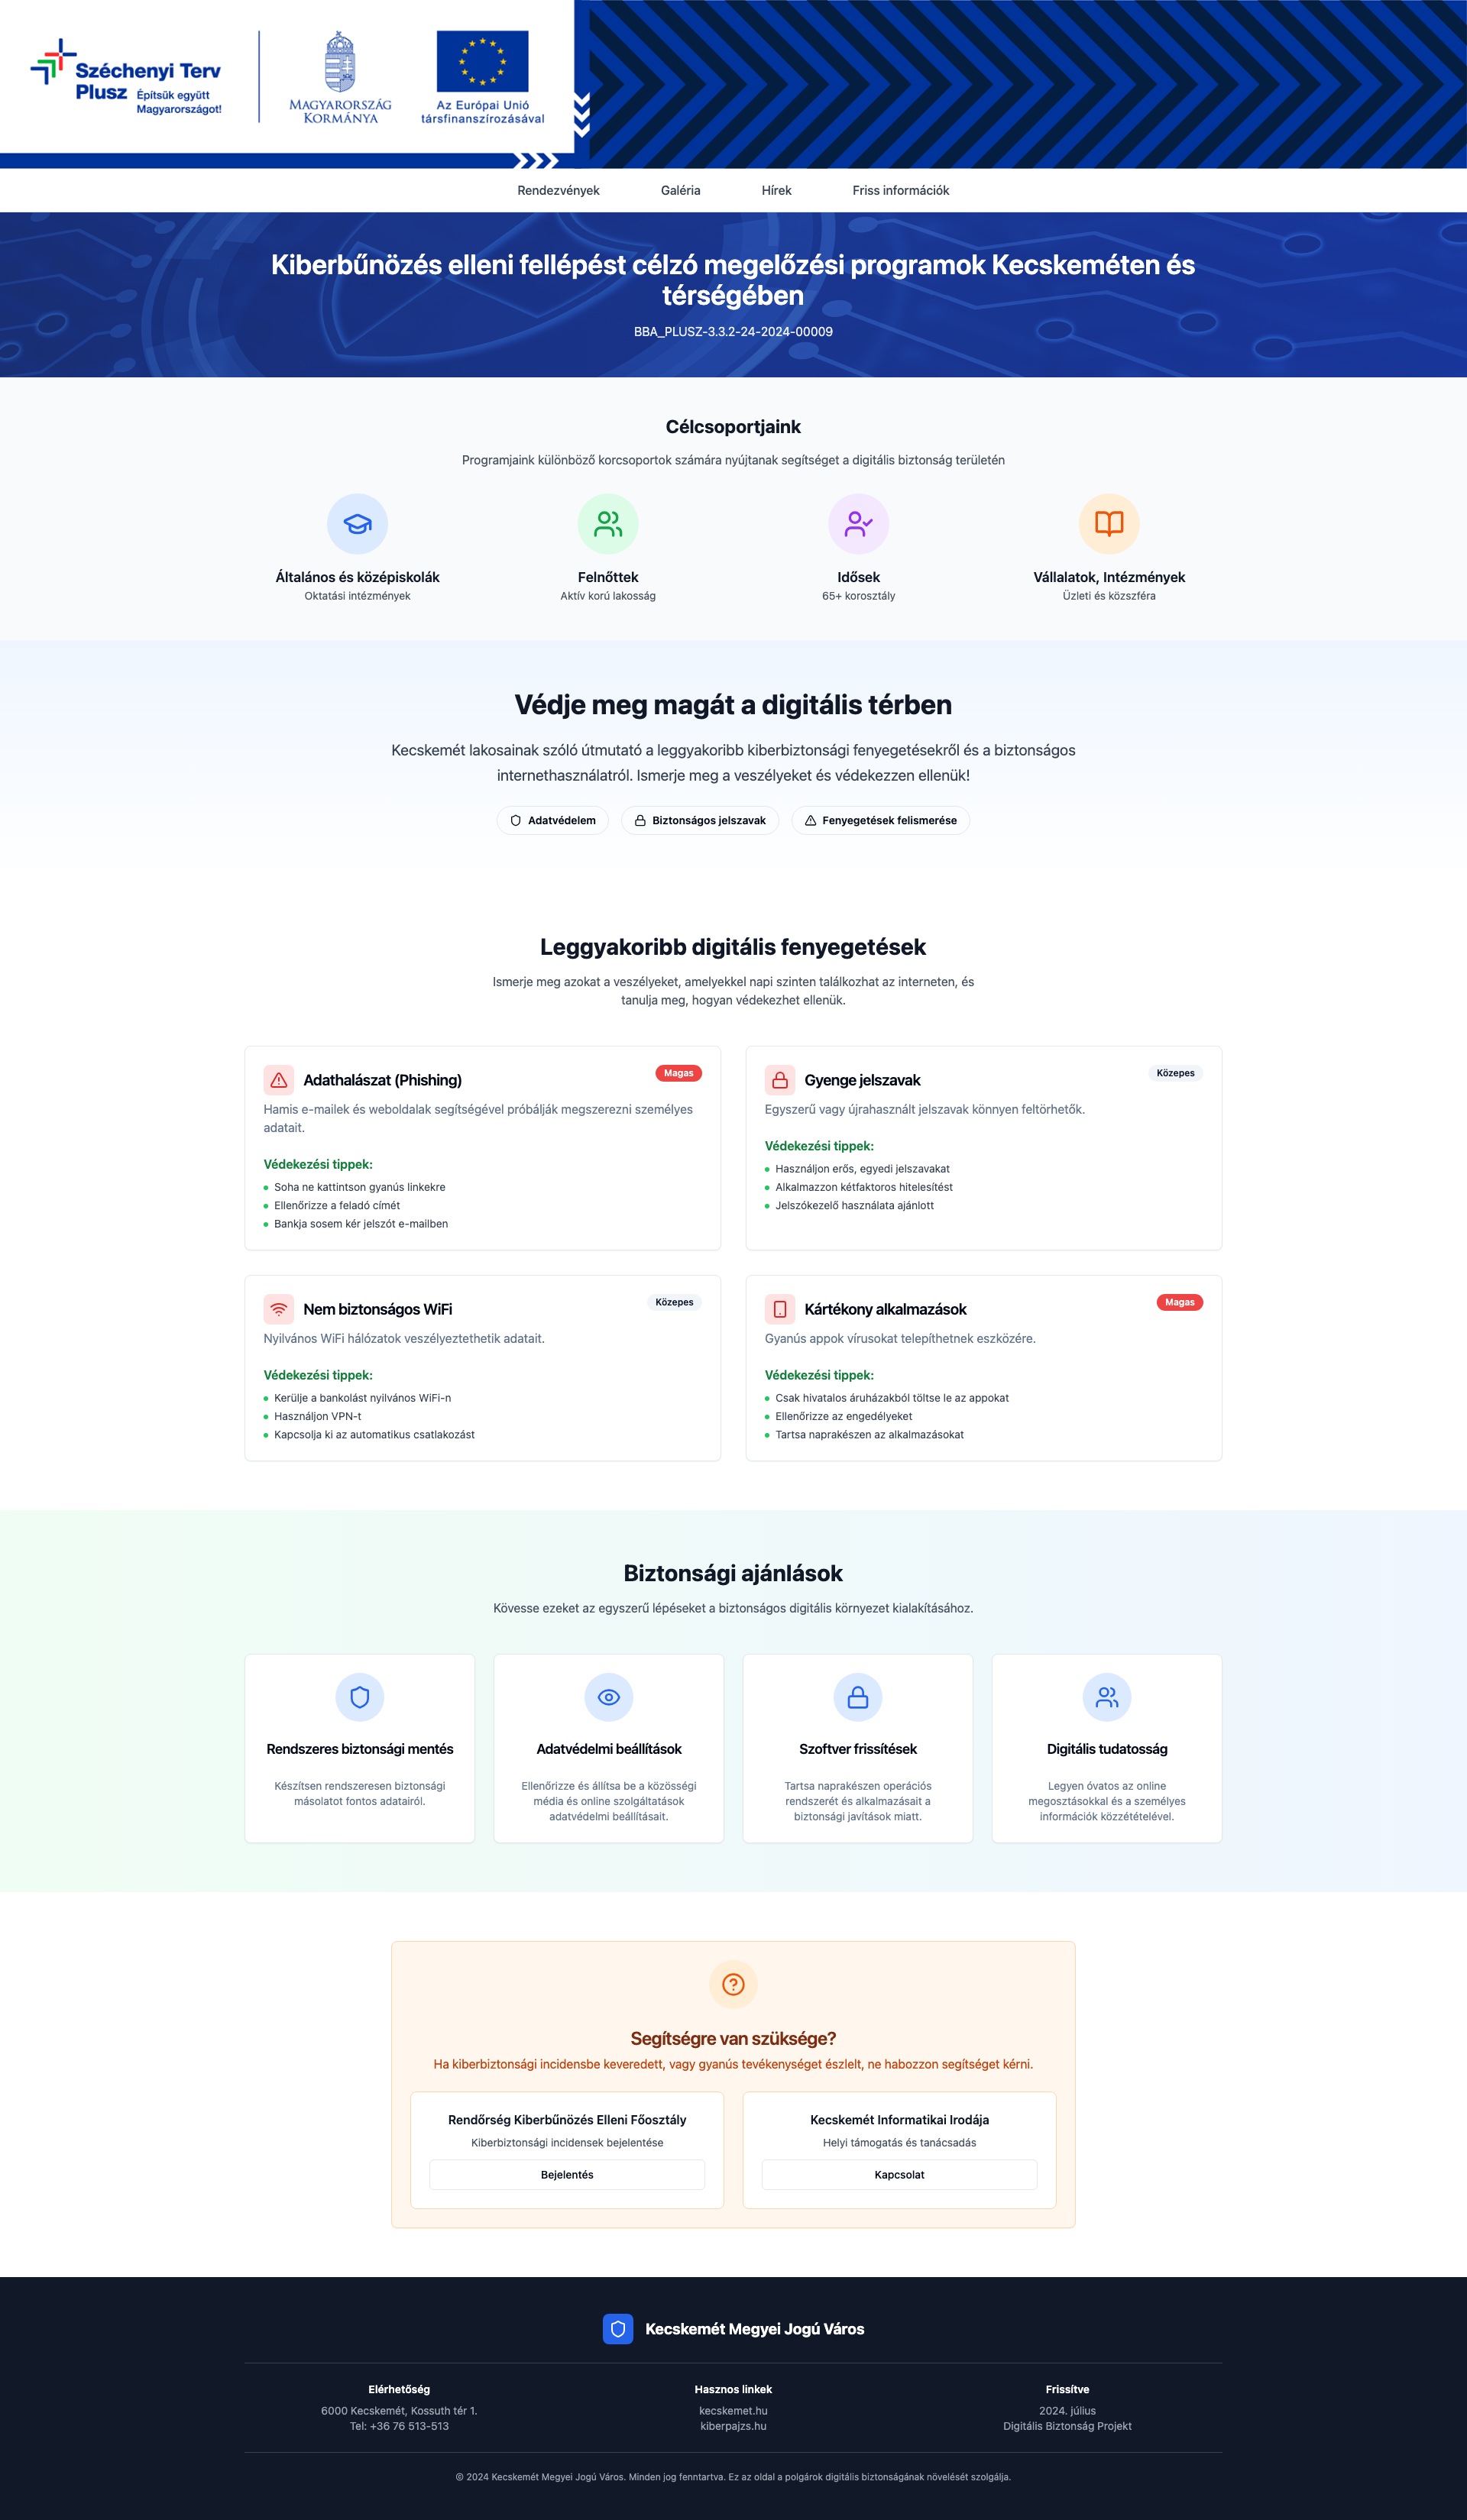 Széchenyi Terv
Plusz Építsük együtt
Magyarországot!
MAGYARORSZÁG
KORMÁNYA
Az Európai Unió
társfinanszírozásával
Rendezvények Galéria Hírek Friss információk
Kiberbűnözés elleni fellépést célzó megelőzési programok Kecskeméten és
térségében
BBA_PLUSZ-3.3.2-24-2024-00009
Célcsoportjaink
Programjaink különböző korcsoportok számára nyújtanak segítséget a digitális biztonság területén
Általános és középiskolák
Oktatási intézmények
Felnőttek
Aktív korú lakosság
Idősek
65+ korosztály
Vállalatok, Intézmények
Üzleti és közszféra
Védje meg magát a digitális térben
Kecskemét lakosainak szóló útmutató a leggyakoribb kiberbiztonsági fenyegetésekről és a biztonságos
internethasználatról. Ismerje meg a veszélyeket és védekezzen ellenük!
Adatvédelem
Biztonságos jelszavak
Fenyegetések felismerése
Leggyakoribb digitális fenyegetések
Ismerje meg azokat a veszélyeket, amelyekkel napi szinten találkozhat az interneten, és
tanulja meg, hogyan védekezhet ellenük.
Adathalászat (Phishing)
Magas
Hamis e-mailek és weboldalak segítségével próbálják megszerezni személyes
adatait.
Védekezési tippek:
Soha ne kattintson gyanús linkekre
Ellenőrizze a feladó címét
Bankja sosem kér jelszót e-mailben
Gyenge jelszavak
Közepes
Egyszerű vagy újrahasznált jelszavak könnyen feltörhetők.
Védekezési tippek:
Használjon erős, egyedi jelszavakat
Alkalmazzon kétfaktoros hitelesítést
Jelszókezelő használata ajánlott
Nem biztonságos WiFi
Közepes
Nyilvános WiFi hálózatok veszélyeztethetik adatait.
Védekezési tippek:
Kerülje a bankolást nyilvános WiFi-n
Használjon VPN-t
Kapcsolja ki az automatikus csatlakozást
Kártékony alkalmazások
Magas
Gyanús appok vírusokat telepíthetnek eszközére.
Védekezési tippek:
Csak hivatalos áruházakból töltse le az appokat
Ellenőrizze az engedélyeket
Tartsa naprakészen az alkalmazásokat
Biztonsági ajánlások
Kövesse ezeket az egyszerű lépéseket a biztonságos digitális környezet kialakításához.
Rendszeres biztonsági mentés
Készítsen rendszeresen biztonsági
másolatot fontos adatairól.
Adatvédelmi beállítások
Ellenőrizze és állítsa be a közösségi
média és online szolgáltatások
adatvédelmi beállításait.
Szoftver frissítések
Tartsa naprakészen operációs
rendszerét és alkalmazásait a
biztonsági javítások miatt.
Digitális tudatosság
Legyen óvatos az online
megosztásokkal és a személyes
információk közzétételével.
Segítségre van szüksége?
Ha kiberbiztonsági incidensbe keveredett, vagy gyanús tevékenységet észlelt, ne habozzon segítséget kérni.
Rendőrség Kiberbűnözés Elleni Főosztály
Kiberbiztonsági incidensek bejelentése
Bejelentés
Kecskemét Informatikai Irodája
Helyi támogatás és tanácsadás
Kapcsolat
Kecskemét Megyei Jogú Város
Elérhetőség
6000 Kecskemét, Kossuth tér 1.
Tel: +36 76 513-513
Hasznos linkek
kecskemet.hu
kiberpajzs.hu
Frissítve
2024. július
Digitális Biztonság Projekt
© 2024 Kecskemét Megyei Jogú Város. Minden jog fenntartva. Ez az oldal a polgárok digitális biztonságának növelését szolgálja.